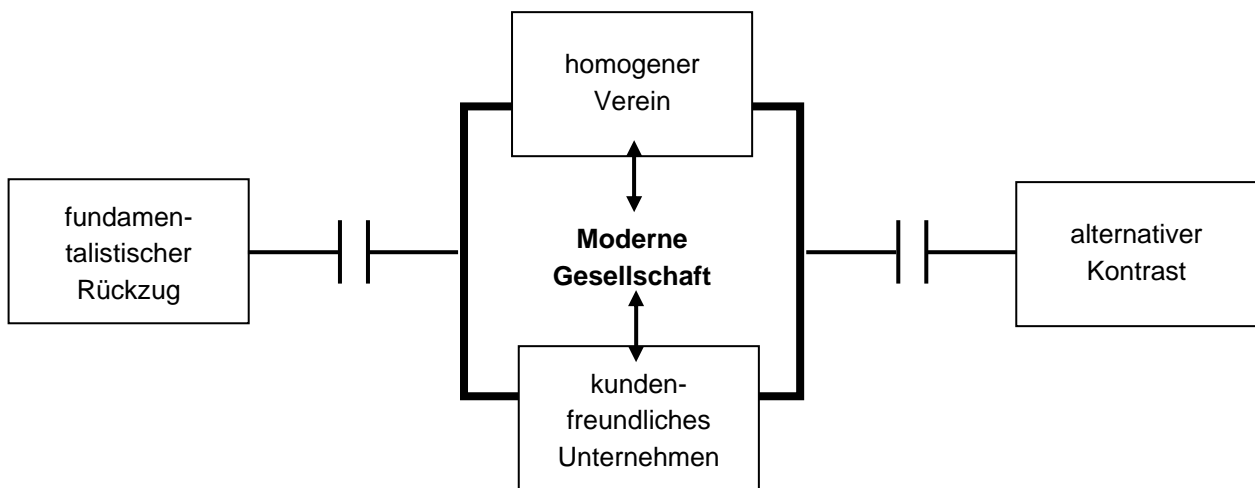 homogener
Verein
fundamen-
talistischer
Rückzug
Moderne
Gesellschaft
alternativer
Kontrast
kunden-
freundliches
Unternehmen